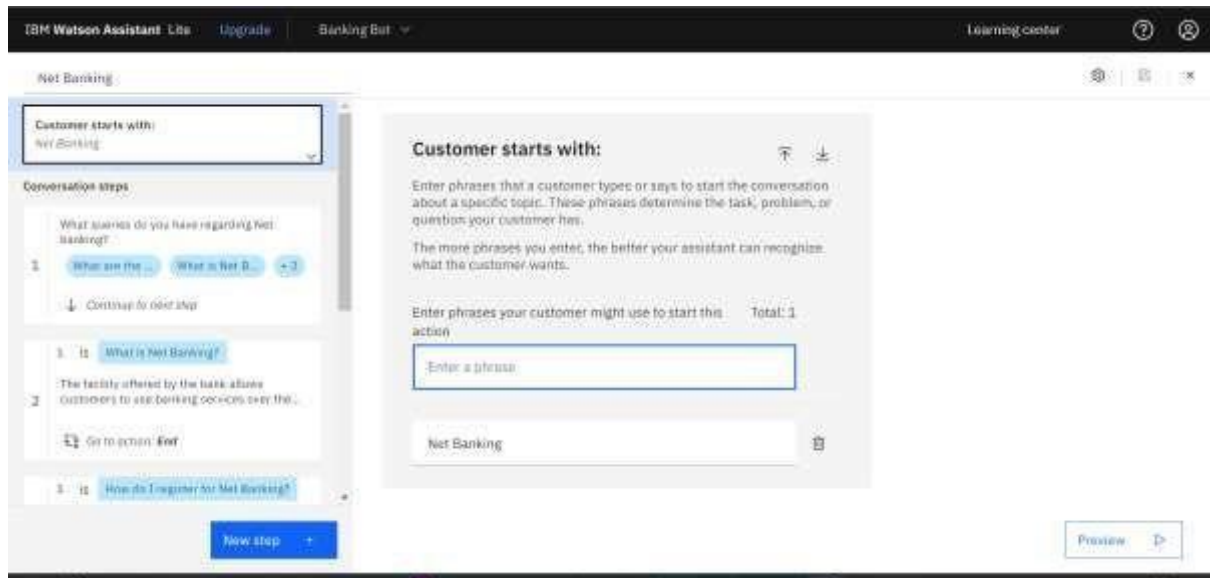 IBM Watson Assistant Lite Upgrade Banking Bot Learning center
Net Banking
Customer starts with:
Net Banking
Conversation steps
What queries do you have regarding Net
banking?
1 What are the ... What is Net B... + 3
Continue to next step
1 is What is Net Banking?
The facility offered by the bank allows
2 customers to use banking services over the...
Go to action: End
1 is How do I register for Net Banking?
New step +
Customer starts with:
Enter phrases that a customer types or says to start the conversation
about a specific topic. These phrases determine the task, problem, or
question your customer has.
The more phrases you enter, the better your assistant can recognize
what the customer wants.
Enter phrases your customer might use to start this Total: 1
action
Enter a phrase
Net Banking
Preview